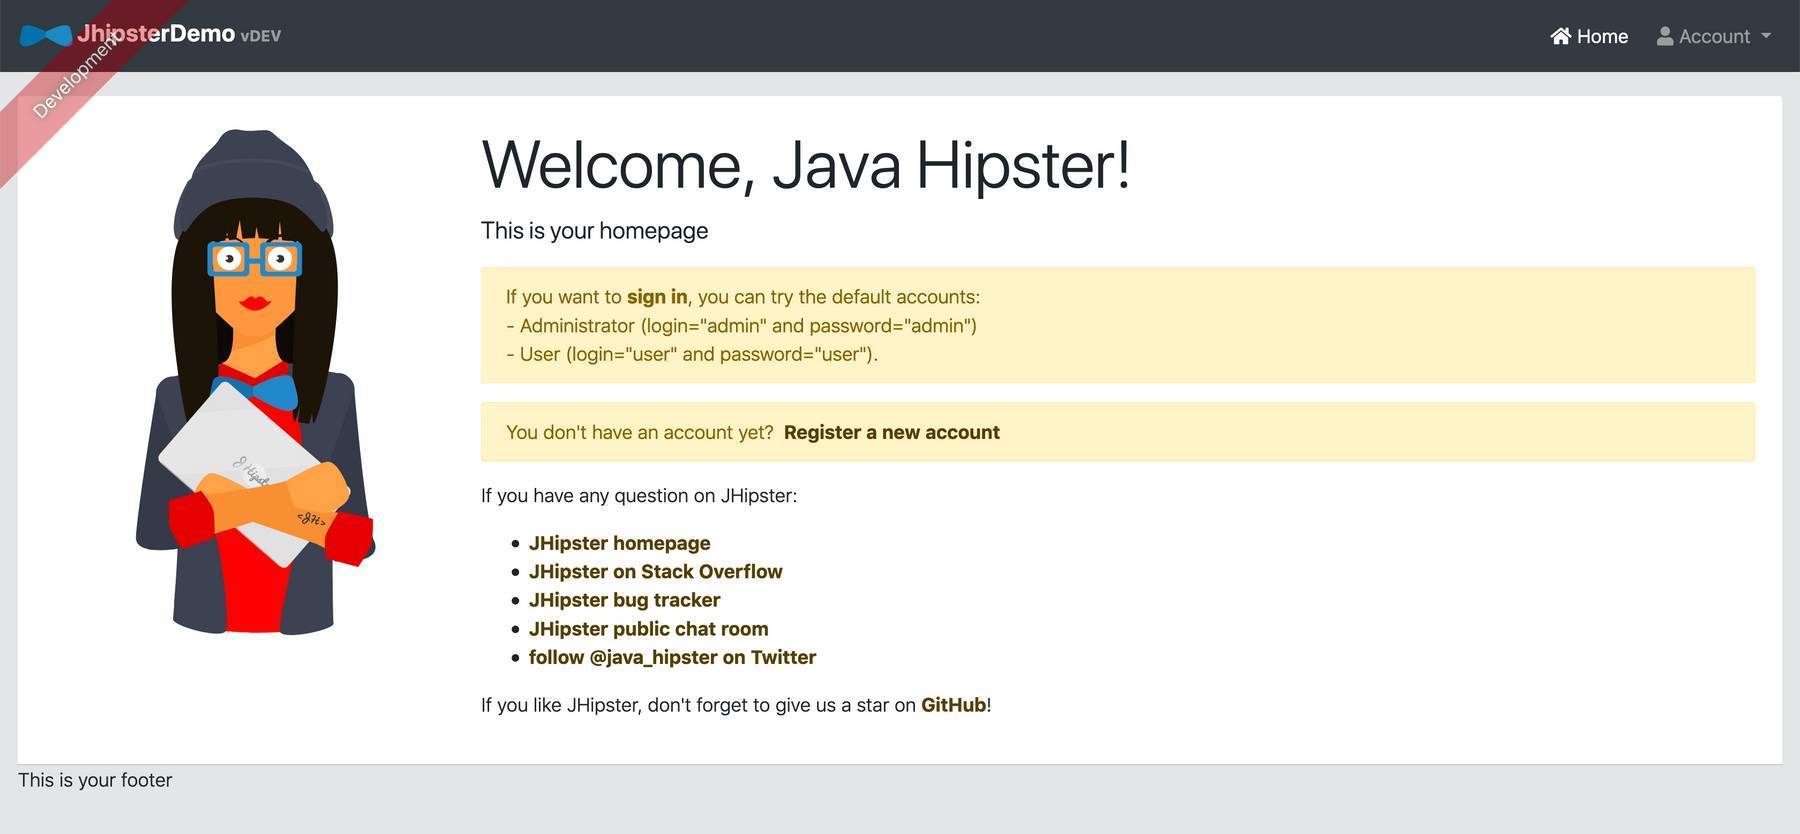 JhipsterDemo vDEV
Home
Account
Development
Welcome, Java Hipster!
This is your homepage
If you want to sign in, you can try the default accounts:
- Administrator (login="admin" and password="admin")
- User (login="user" and password="user").
You don't have an account yet? Register a new account
If you have any question on JHipster:
• JHipster homepage
• JHipster on Stack Overflow
• JHipster bug tracker
• JHipster public chat room
• follow @java_hipster on Twitter
If you like JHipster, don't forget to give us a star on GitHub!
<JH>
This is your footer